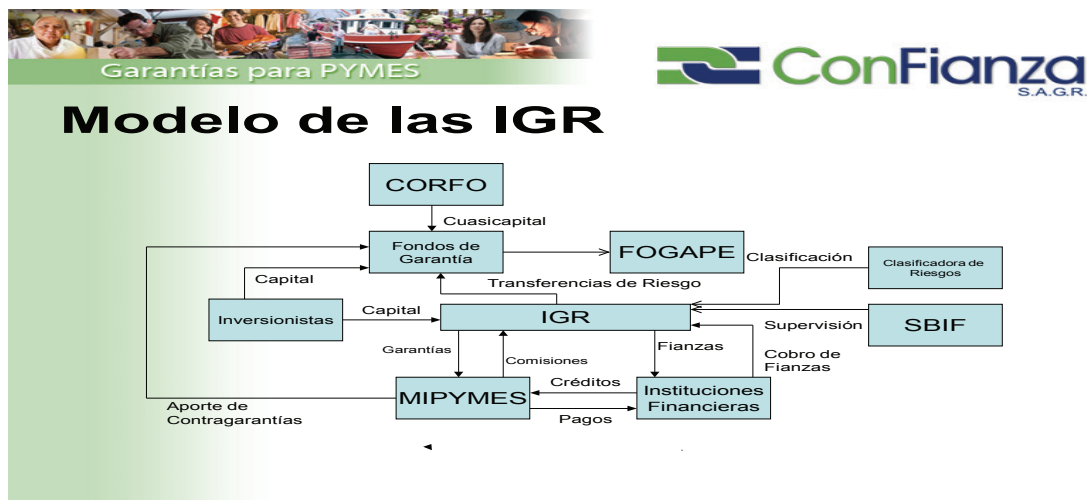 Garantías para PYMES
ConFianza
S.A.G.R.
Modelo de las IGR
CORFO
Cuasicapital
Fondos de
Garantía
FOGAPE
Clasificación
Clasificadora de
Riesgos
Capital
Transferencias de Riesgo
Inversionistas
Capital
IGR
Supervisión
SBIF
Garantías
Comisiones
Fianzas
Cobro de
Fianzas
MIPYMES
Créditos
Pagos
Instituciones
Financieras
Aporte de
Contragarantías